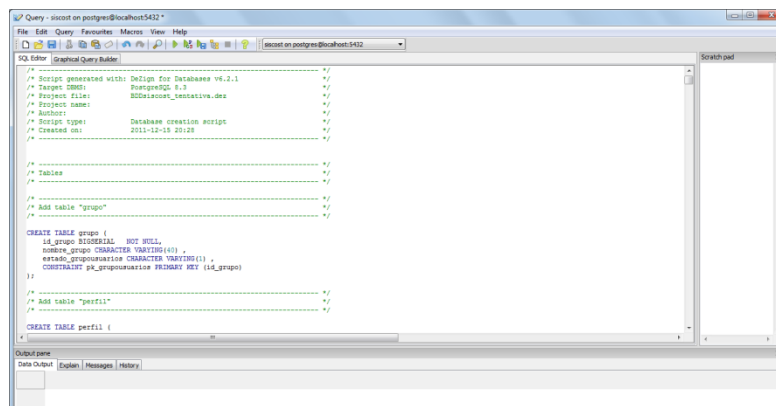 Query - siscost on postgres@localhost:5432 *
File Edit Query Favourites Macros View Help
siscost on postgres@localhost:5432
SQL Editor Graphical Query Builder
Scratch pad
/* ---------------------------------------------------------------------- */
/* Script generated with: DeZign for Databases v6.2.1 */
/* Target DBMS: PostgreSQL 8.3 */
/* Project file: BDDsiscost_tentativa.dez */
/* Project name: */
/* Author: */
/* Script type: Database creation script */
/* Created on: 2011-12-15 20:28 */
/* ---------------------------------------------------------------------- */
/* ---------------------------------------------------------------------- */
/* Tables */
/* ---------------------------------------------------------------------- */
/* ---------------------------------------------------------------------- */
/* Add table "grupo" */
/* ---------------------------------------------------------------------- */
CREATE TABLE grupo (
id_grupo BIGSERIAL NOT NULL,
nombre_grupo CHARACTER VARYING(40) ,
estado_grupousuarios CHARACTER VARYING(1) ,
CONSTRAINT pk_grupousuarios PRIMARY KEY (id_grupo)
);
/* ---------------------------------------------------------------------- */
/* Add table "perfil" */
/* ---------------------------------------------------------------------- */
CREATE TABLE perfil (
Output pane
Data Output Explain Messages History